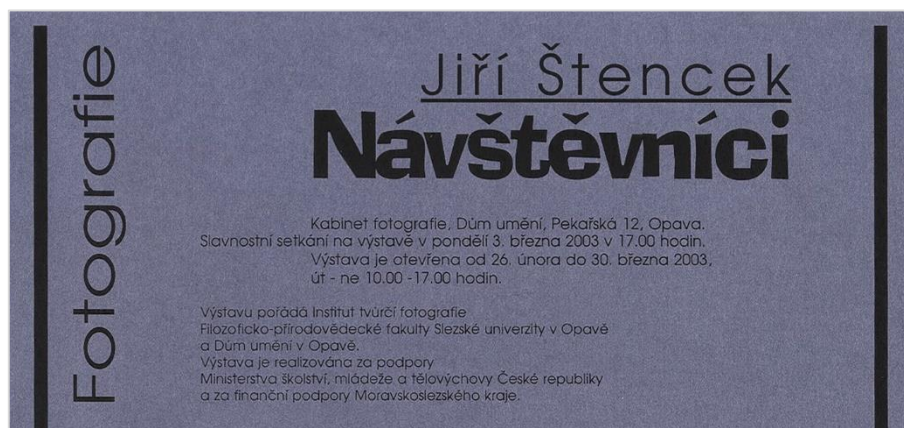 Fotografie
Jiří Štencek
Návštěvníci
Kabinet fotografie, Dům umění, Pekařská 12, Opava.
Slavnostní setkání na výstavě v pondělí 3. března 2003 v 17.00 hodin.
Výstava je otevřena od 26. února do 30. března 2003,
út - ne 10.00 -17.00 hodin.
Výstavu pořádá Institut tvůrčí fotografie
Filozoficko-přírodovědecké fakulty Slezské univerzity v Opavě
a Dům umění v Opavě.
Výstava je realizována za podpory
Ministerstva školství, mládeže a tělovýchovy České republiky
a za finanční podpory Moravskoslezského kraje.